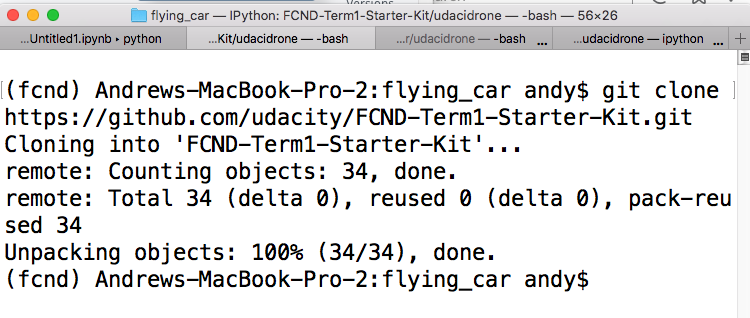 Versions
flying_car — IPython: FCND-Term1-Starter-Kit/udacidrone — -bash — 56×26
...Untitled1.ipynb ▸ python ...Kit/udacidrone — -bash ...r/udacidrone — -bash ... ...udacidrone — ipython ... +
(fcnd) Andrews-MacBook-Pro-2:flying_car andy$ git clone
https://github.com/udacity/FCND-Term1-Starter-Kit.git
Cloning into 'FCND-Term1-Starter-Kit'...
remote: Counting objects: 34, done.
remote: Total 34 (delta 0), reused 0 (delta 0), pack-reu
sed 34
Unpacking objects: 100% (34/34), done.
(fcnd) Andrews-MacBook-Pro-2:flying_car andy$